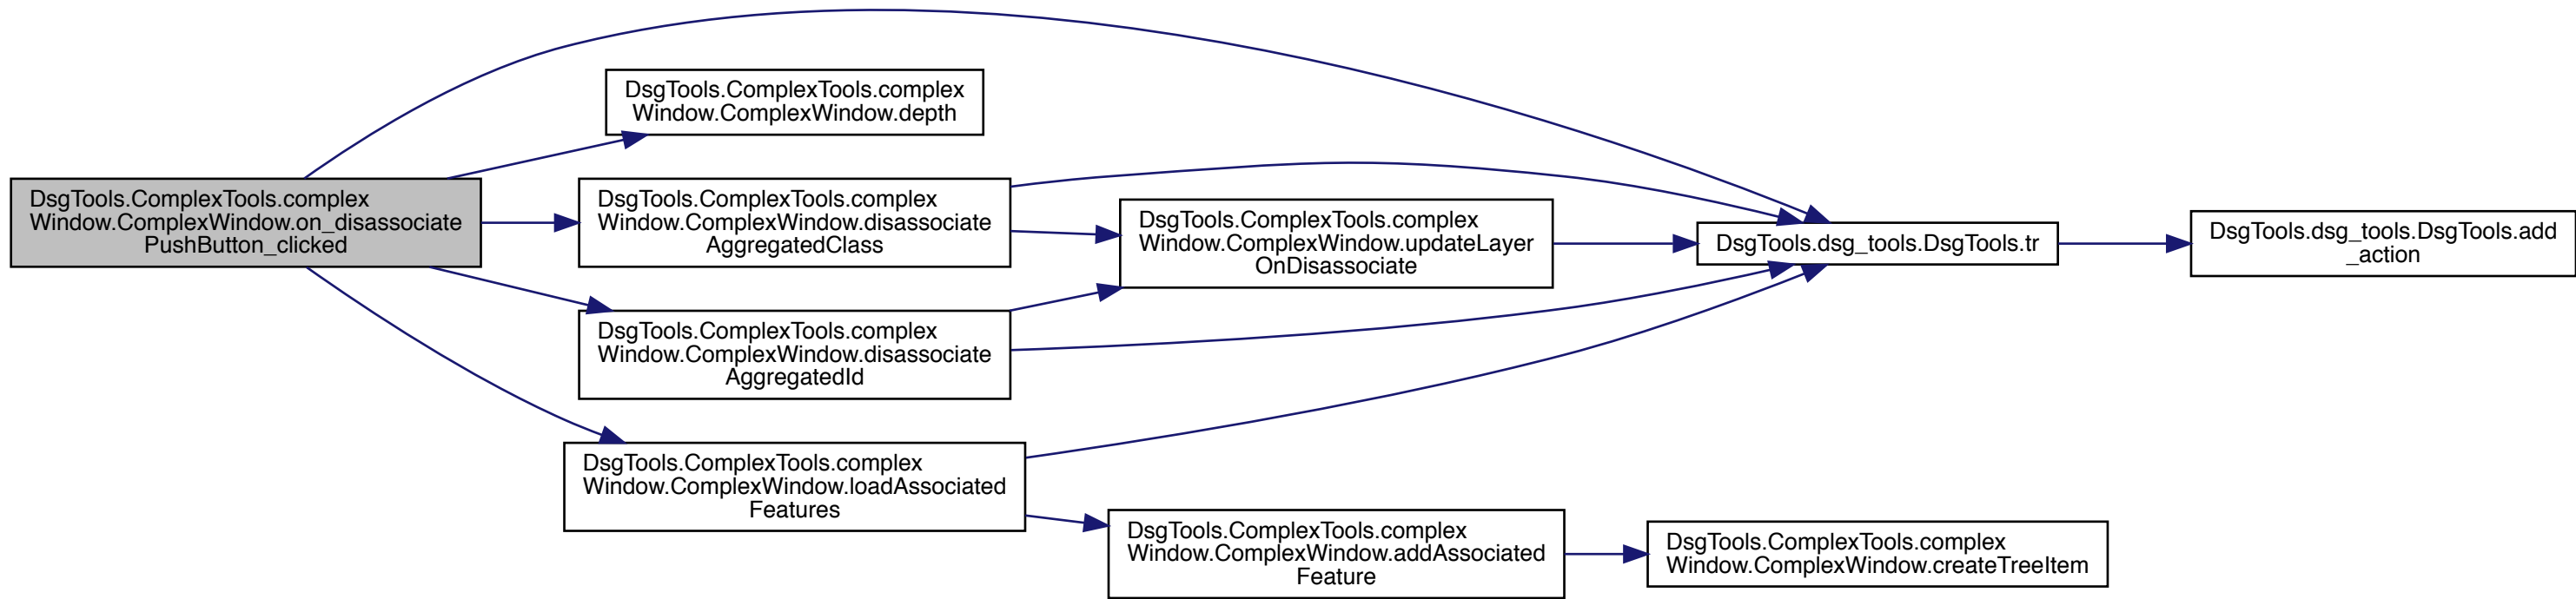 DsgTools.ComplexTools.complex
Window.ComplexWindow.on_disassociate
PushButton_clicked
DsgTools.ComplexTools.complex
Window.ComplexWindow.depth
DsgTools.ComplexTools.complex
Window.ComplexWindow.disassociate
AggregatedClass
DsgTools.ComplexTools.complex
Window.ComplexWindow.disassociate
AggregatedId
DsgTools.ComplexTools.complex
Window.ComplexWindow.loadAssociated
Features
DsgTools.ComplexTools.complex
Window.ComplexWindow.updateLayer
OnDisassociate
DsgTools.ComplexTools.complex
Window.ComplexWindow.addAssociated
Feature
DsgTools.dsg_tools.DsgTools.tr
DsgTools.ComplexTools.complex
Window.ComplexWindow.createTreeItem
DsgTools.dsg_tools.DsgTools.add
_action